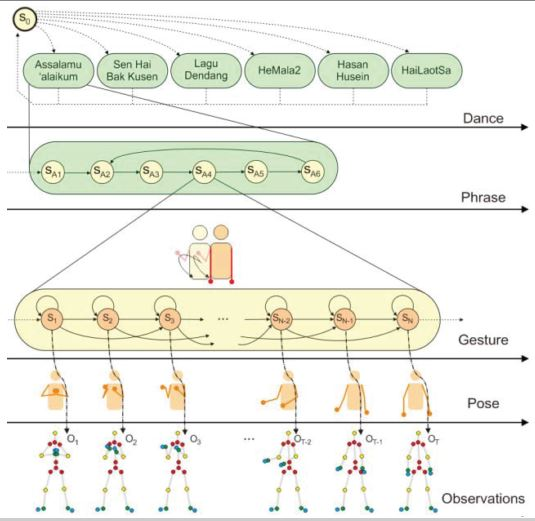 S0
Assalamu
'alaikum
Sen Hai
Bak Kusen
Lagu
Dendang
HeMala2
Hasan
Husein
HaiLaotSa
Dance
SA1
SA2
SA3
SA4
SA5
SA6
Phrase
S1
S2
S3
...
SN-2
SN-1
SN
Gesture
Pose
O1
O2
O3
...
OT-2
OT-1
OT
Observations